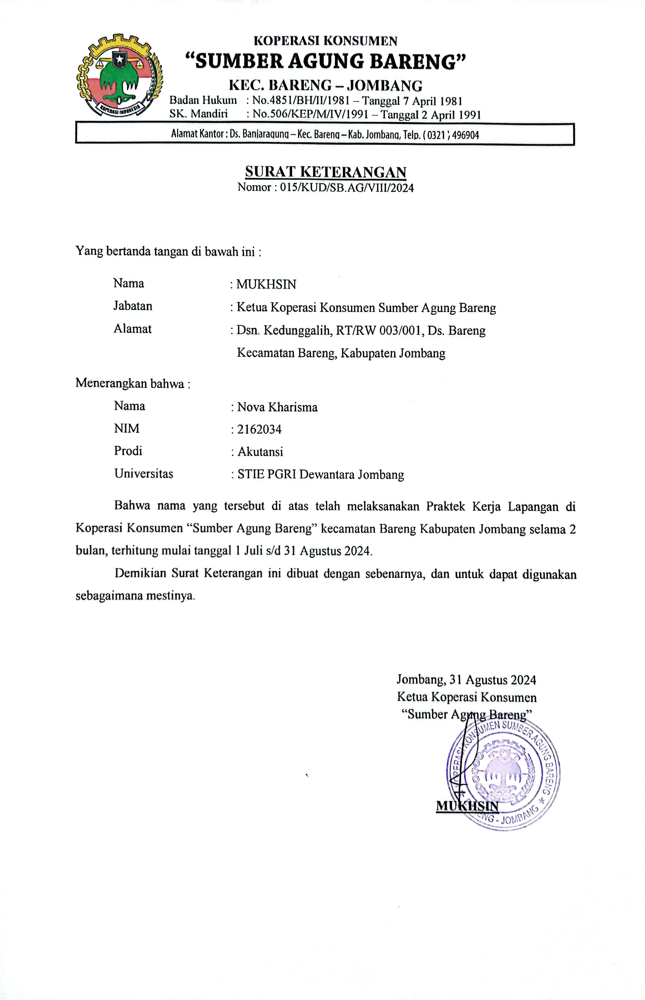 KOPERASI KONSUMEN
“SUMBER AGUNG BARENG”
KEC. BARENG – JOMBANG
Badan Hukum : No.4851/BH/II/1981 – Tanggal 7 April 1981
SK. Mandiri : No.506/KEP/M/IV/1991 – Tanggal 2 April 1991
KOPERASI INDONESIA
Alamat Kantor : Ds. Banjaragung – Kec. Bareng – Kab. Jombang, Telp. ( 0321 ) 496904
SURAT KETERANGAN
Nomor : 015/KUD/SB.AG/VIII/2024
Yang bertanda tangan di bawah ini :
Nama : MUKHSIN
Jabatan : Ketua Koperasi Konsumen Sumber Agung Bareng
Alamat : Dsn. Kedunggalih, RT/RW 003/001, Ds. Bareng
Kecamatan Bareng, Kabupaten Jombang
Menerangkan bahwa :
Nama : Nova Kharisma
NIM : 2162034
Prodi : Akutansi
Universitas : STIE PGRI Dewantara Jombang
Bahwa nama yang tersebut di atas telah melaksanakan Praktek Kerja Lapangan di
Koperasi Konsumen “Sumber Agung Bareng” kecamatan Bareng Kabupaten Jombang selama 2
bulan, terhitung mulai tanggal 1 Juli s/d 31 Agustus 2024.
Demikian Surat Keterangan ini dibuat dengan sebenarnya, dan untuk dapat digunakan
sebagaimana mestinya.
Jombang, 31 Agustus 2024
Ketua Koperasi Konsumen
“Sumber Agung Bareng”
KOPERASI KONSUMEN SUMBER AGUNG BARENG
BARENG - JOMBANG
MUKHSIN